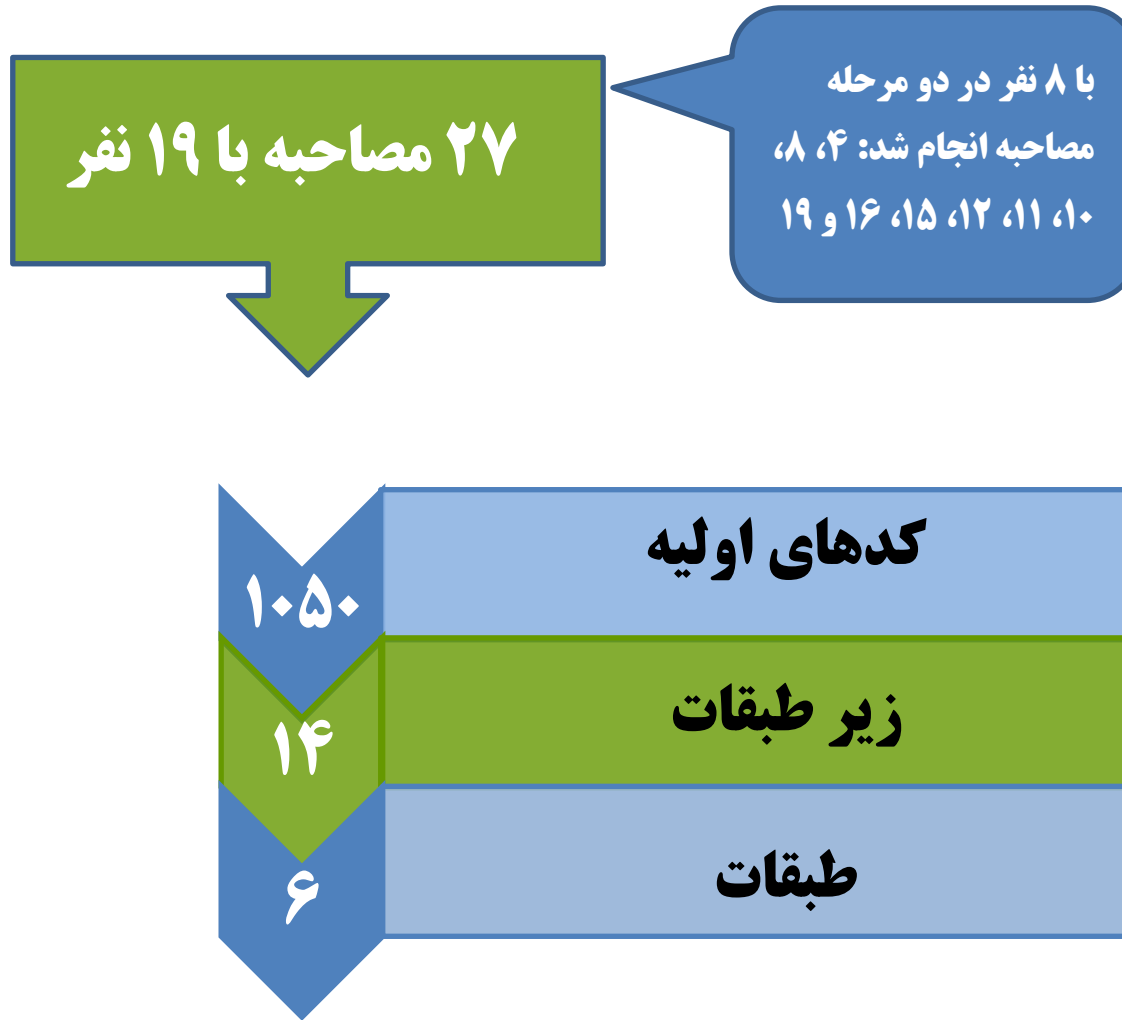 ۲۷ مصاحبه با ۱۹ نفر
با ۸ نفر در دو مرحله
مصاحبه انجام شد: ۴، ۸،
۱۰، ۱۱، ۱۲، ۱۵، ۱۶ و ۱۹
کدهای اولیه
۱۰۵۰
زیر طبقات
۱۴
طبقات
۶